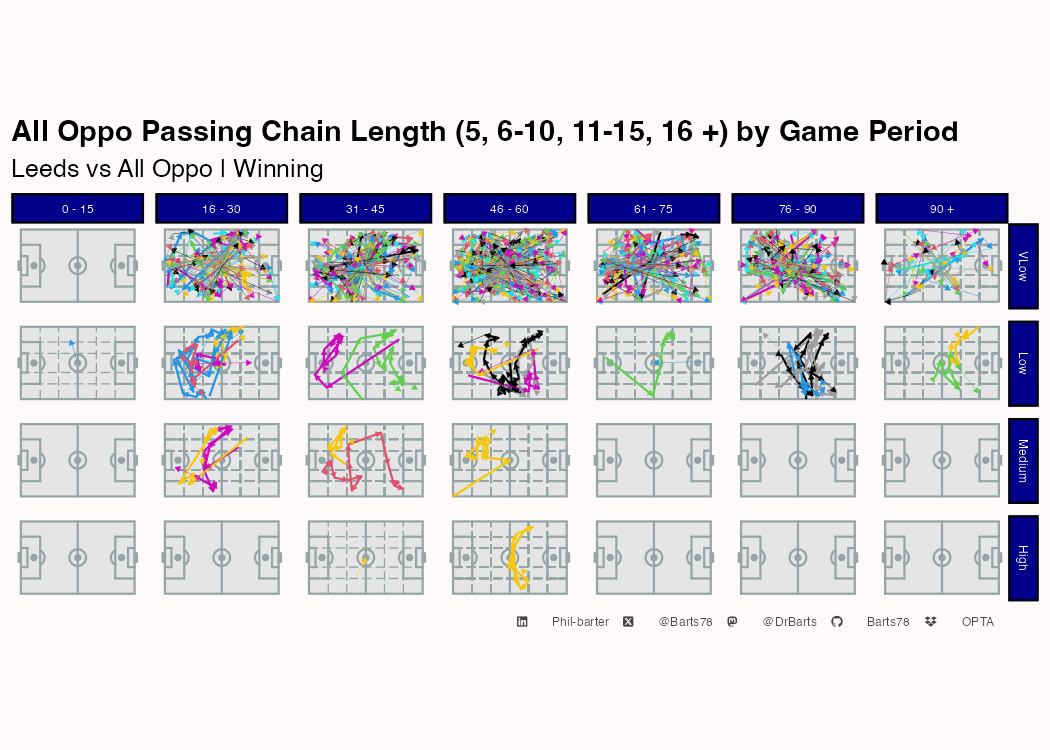 All Oppo Passing Chain Length (5, 6-10, 11-15, 16 +) by Game Period
Leeds vs All Oppo | Winning
0 - 15 16 - 30 31 - 45 46 - 60 61 - 75 76 - 90 90 +
VLow
Low
Medium
High
Phil-barter @Barts78 @DrBarts Barts78 OPTA